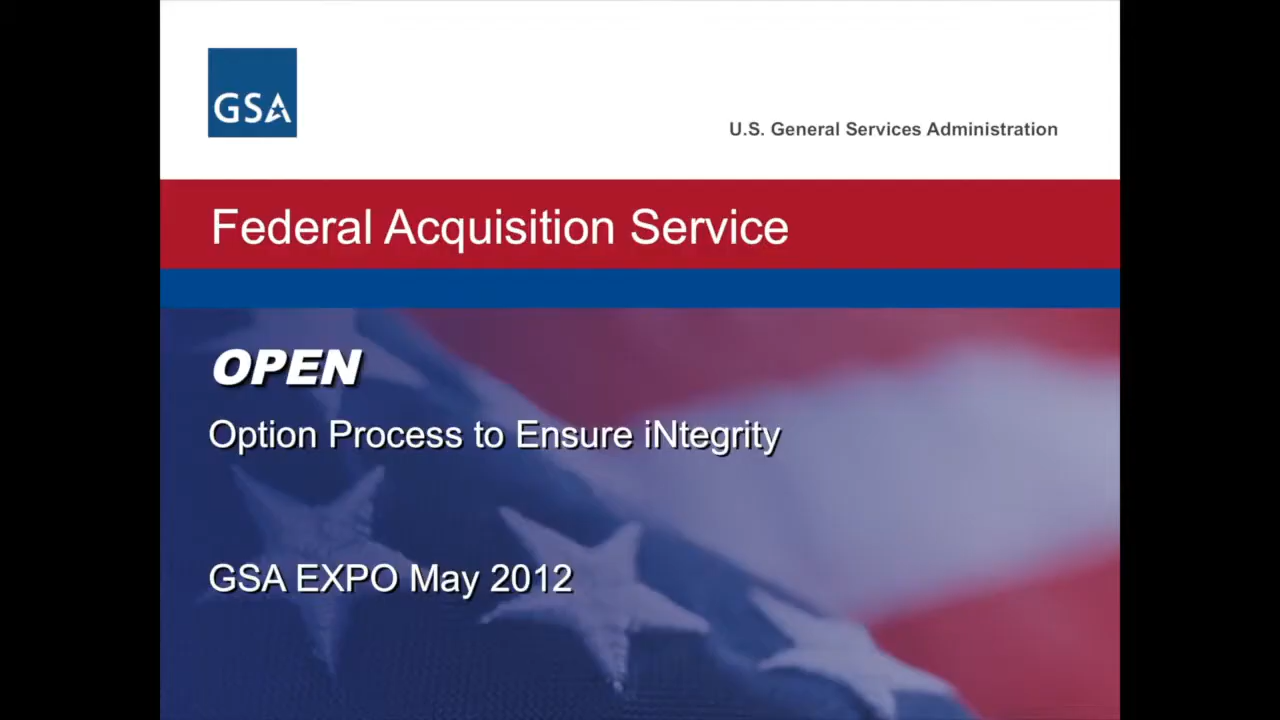 GSA
U.S. General Services Administration
Federal Acquisition Service
OPEN
Option Process to Ensure iNtegrity
GSA EXPO May 2012